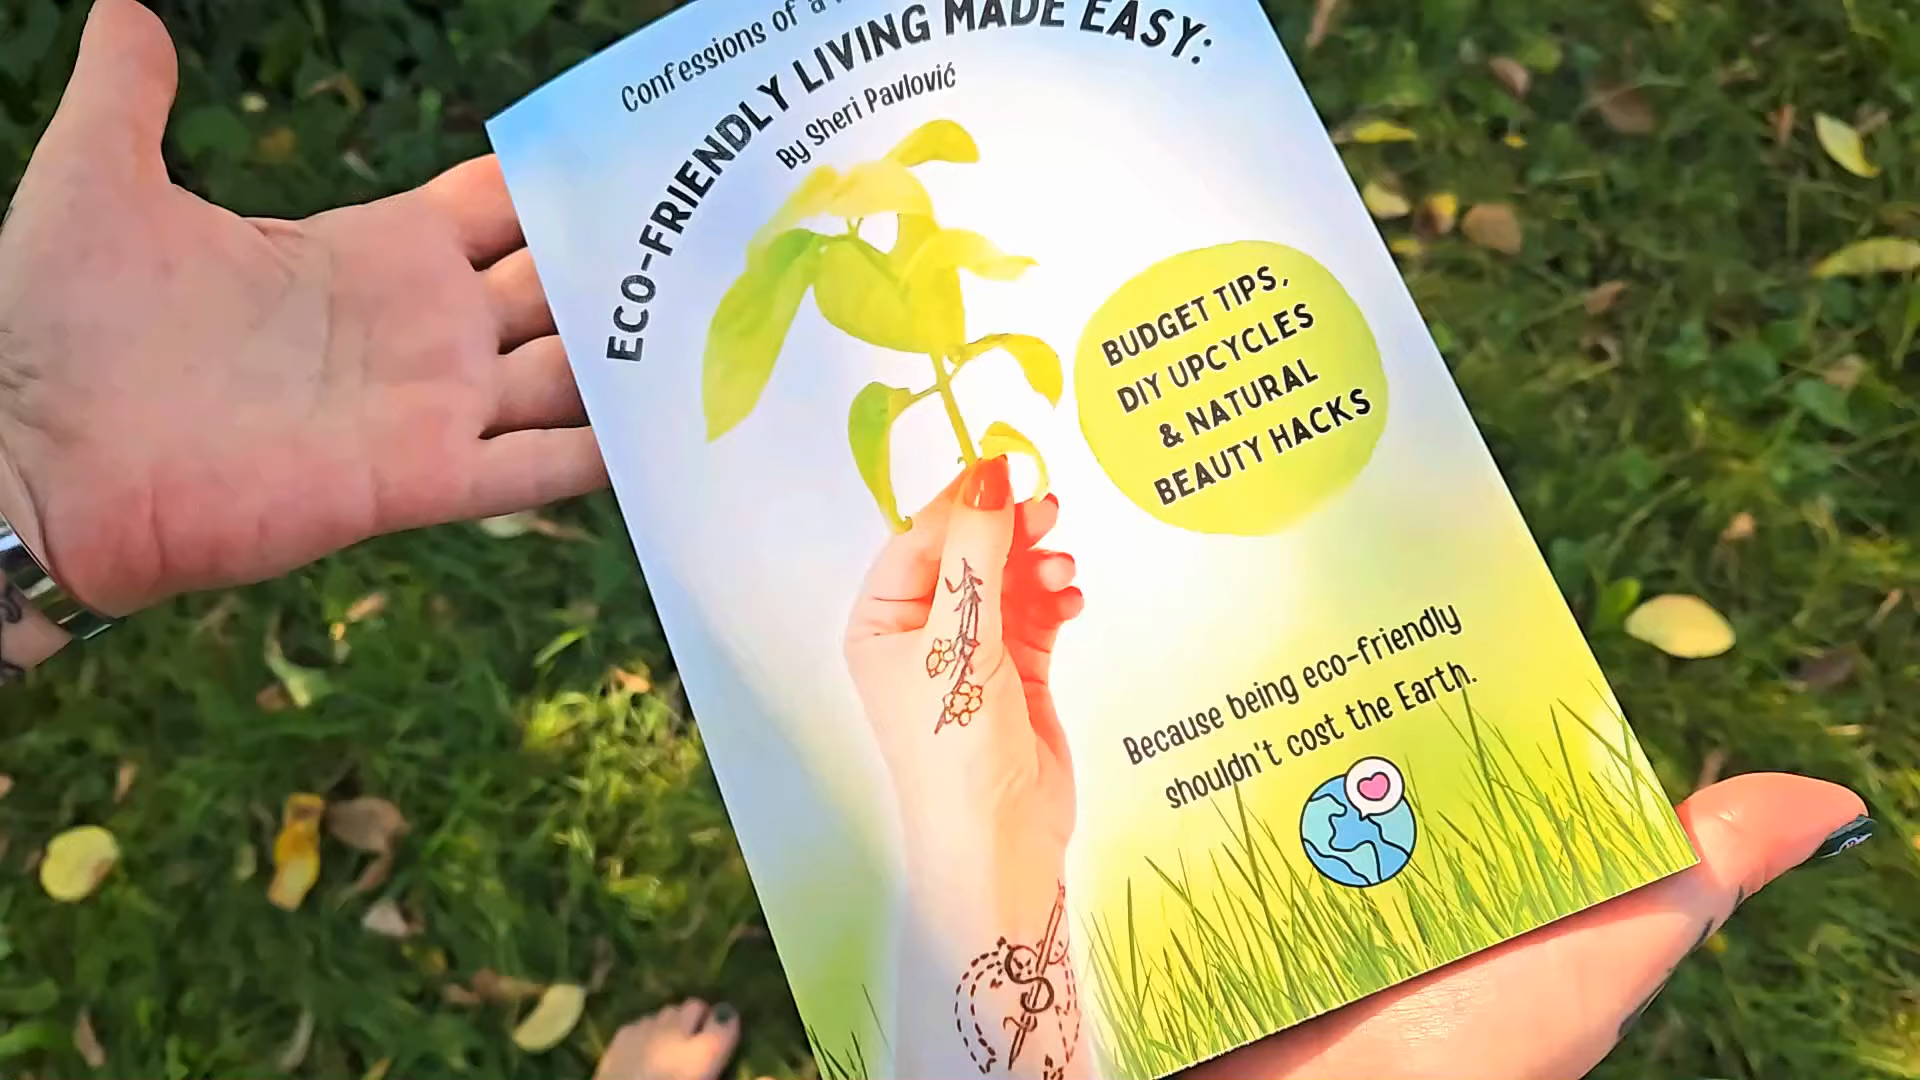 Confessions of a
ECO-FRIENDLY LIVING MADE EASY:
By Sheri Pavlović
BUDGET TIPS,
DIY UPCYCLES
& NATURAL
BEAUTY HACKS
Because being eco-friendly
shouldn't cost the Earth.